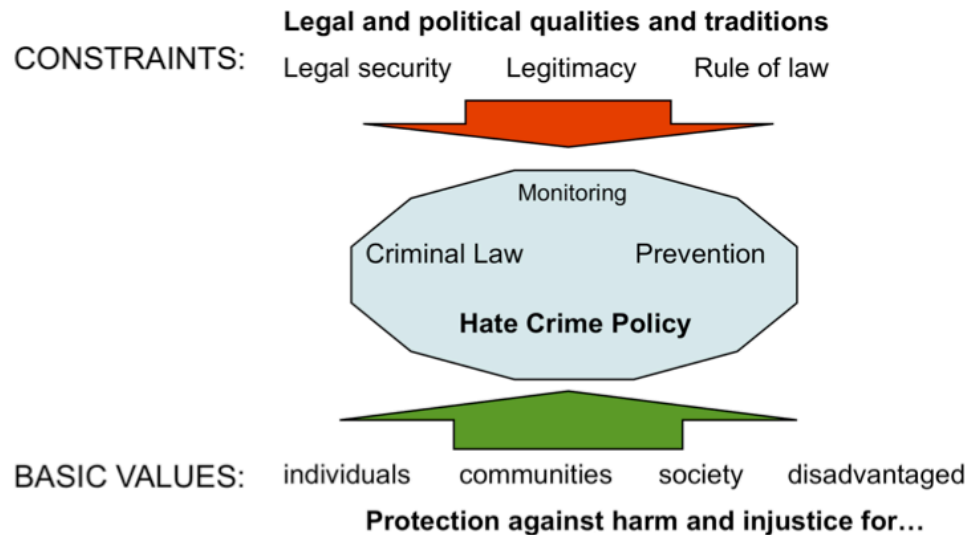 Legal and political qualities and traditions
CONSTRAINTS:
Legal security Legitimacy Rule of law
Monitoring
Criminal Law Prevention
Hate Crime Policy
BASIC VALUES: individuals communities society disadvantaged
Protection against harm and injustice for…